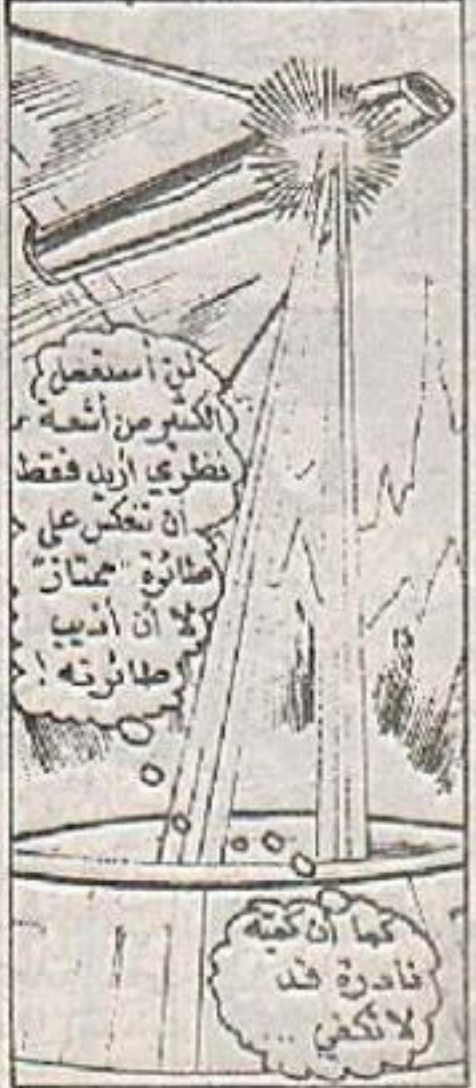 لن أستعمل
الكثير من أشعة
نظري أريد فقط
أن تنعكس على
طائرة "ممتاز"
لا أن أذيب
طائرته!
كما أن كمية
نادرة قد
لا تكفي ...